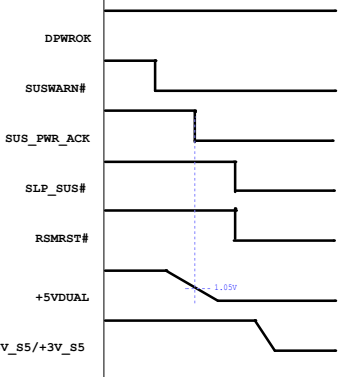 DPWROK
SUSWARN#
SUS_PWR_ACK
SLP_SUS#
RSMRST#
1.05V
+5VDUAL
V_S5/+3V_S5